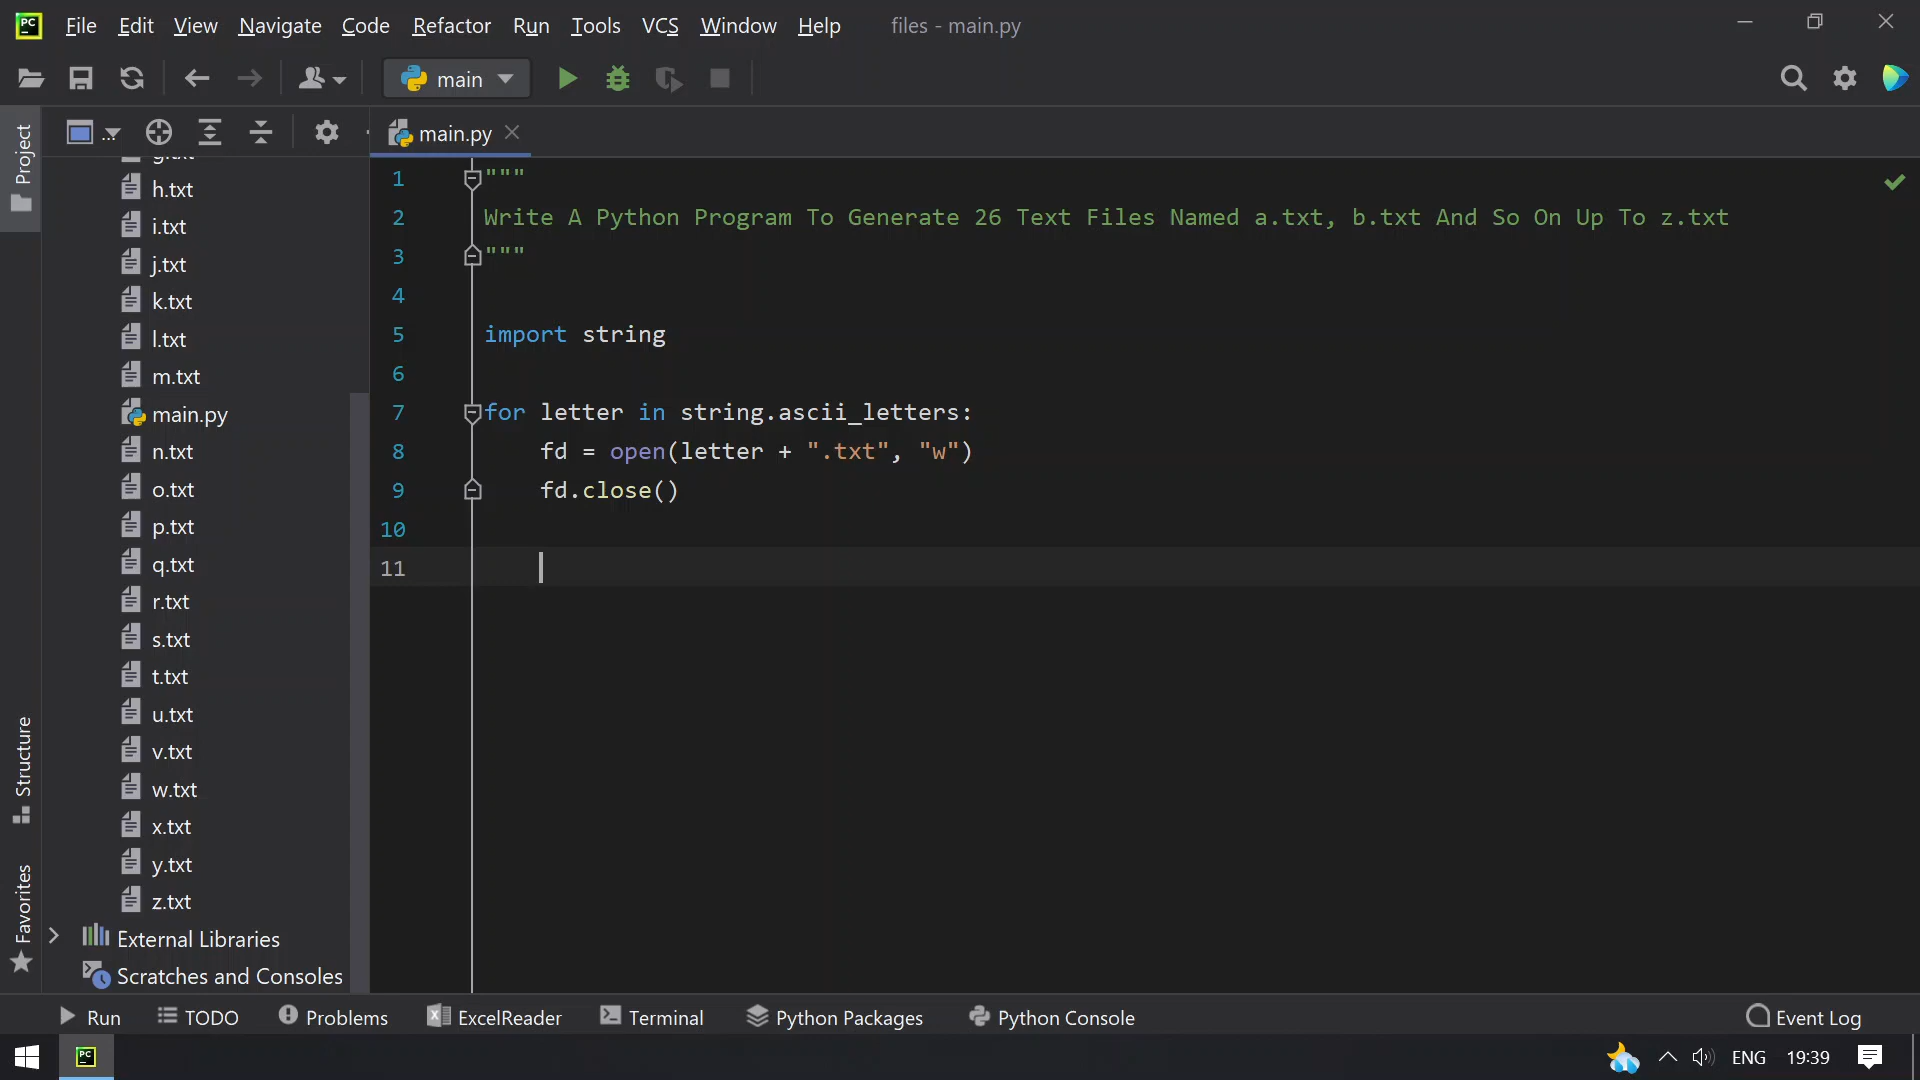 PC File Edit View Navigate Code Refactor Run Tools VCS Window Help files - main.py
main
Project
...
main.py
h.txt
i.txt
j.txt
k.txt
l.txt
m.txt
main.py
n.txt
o.txt
p.txt
q.txt
r.txt
s.txt
t.txt
u.txt
v.txt
w.txt
x.txt
y.txt
z.txt
External Libraries
Scratches and Consoles
Structure
Favorites
1 """
2 Write A Python Program To Generate 26 Text Files Named a.txt, b.txt And So On Up To z.txt
3 """
4
5 import string
6
7 for letter in string.ascii_letters:
8 fd = open(letter + ".txt", "w")
9 fd.close()
10
11
Run TODO Problems ExcelReader Terminal Python Packages Python Console Event Log
PC ENG 19:39